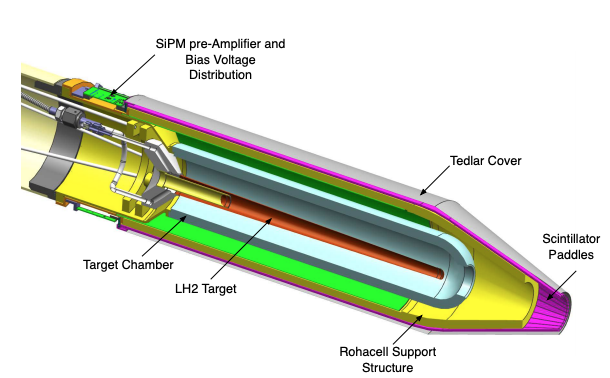 SiPM pre-Amplifier and
Bias Voltage
Distribution
Tedlar Cover
Scintillator
Paddles
Target Chamber
LH2 Target
Rohacell Support
Structure